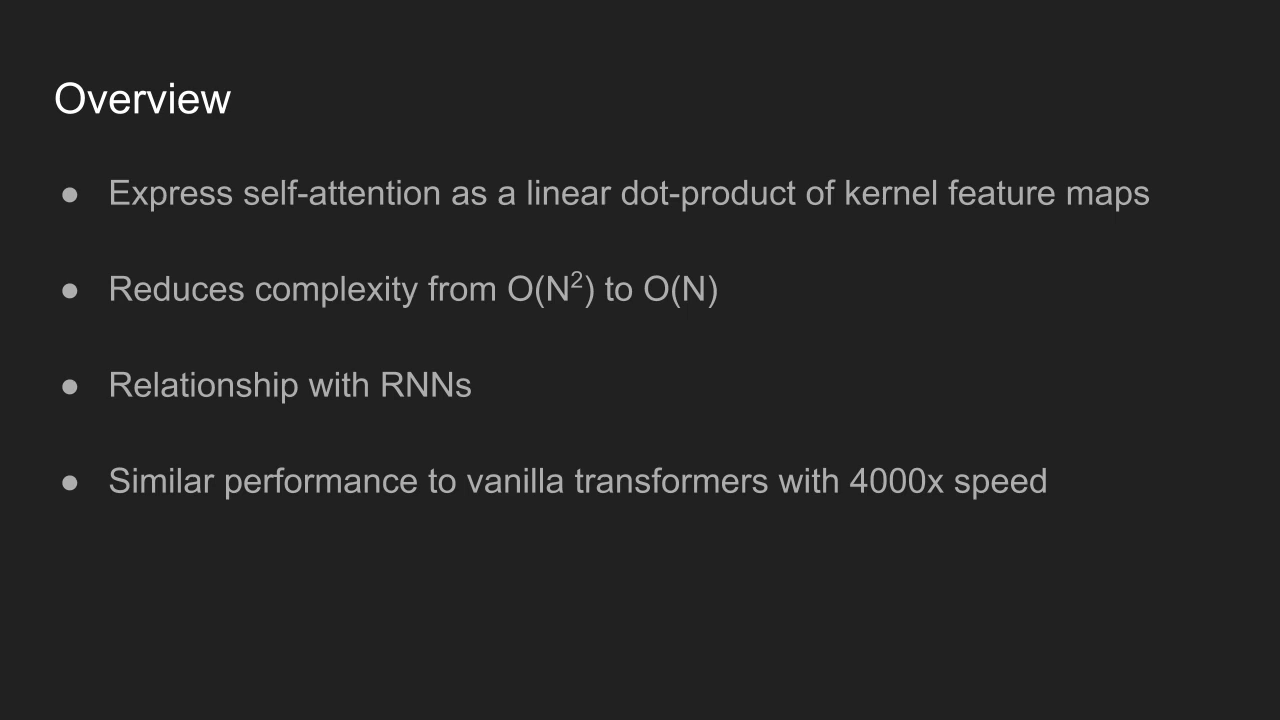 Overview
● Express self-attention as a linear dot-product of kernel feature maps
● Reduces complexity from O(N²) to O(N)
● Relationship with RNNs
● Similar performance to vanilla transformers with 4000x speed